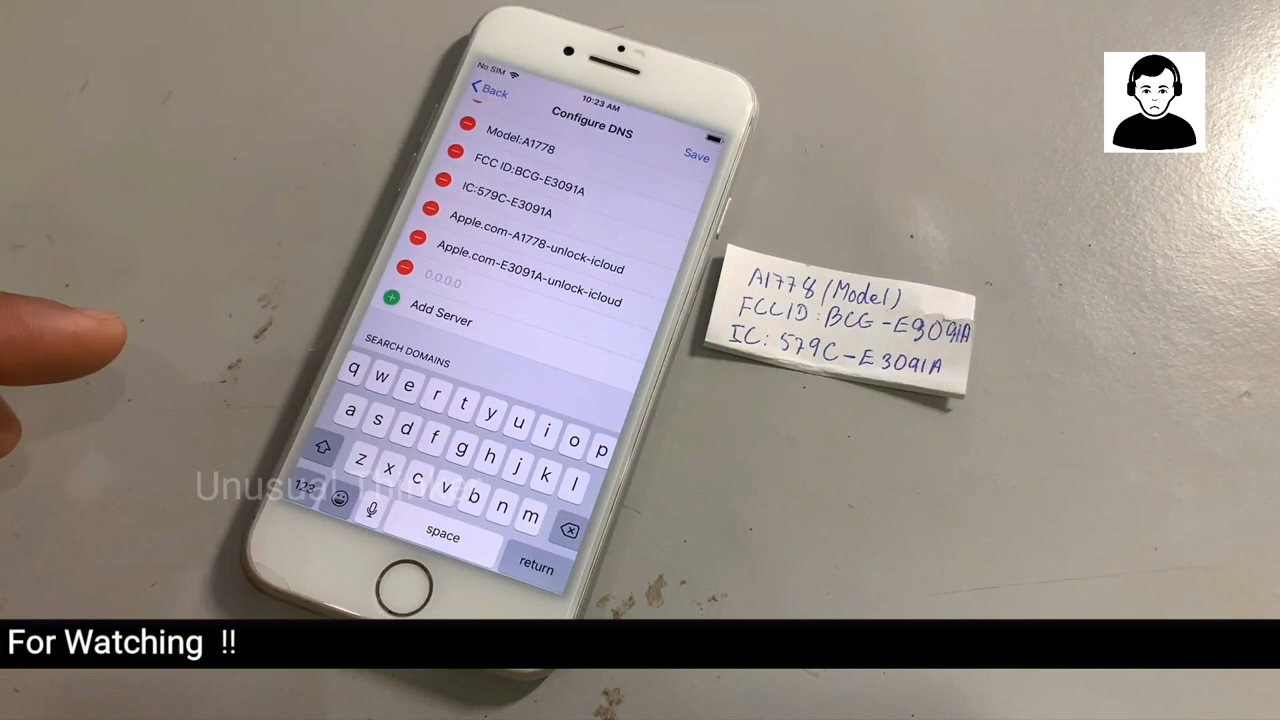 No SIM
10:23 AM
Back
Configure DNS
Save
Model:A1778
FCC ID:BCG-E3091A
IC:579C-E3091A
Apple.com-A1778-unlock-icloud
Apple.com-E3091A-unlock-icloud
0.0.0.0
Add Server
SEARCH DOMAINS
q w e r t y u i o p
a s d f g h j k l
z x c v b n m
123 space return
A1778 (Model)
FCCID: BCG-E3091A
IC: 579C-E3091A
Unusual Thinker
For Watching !!